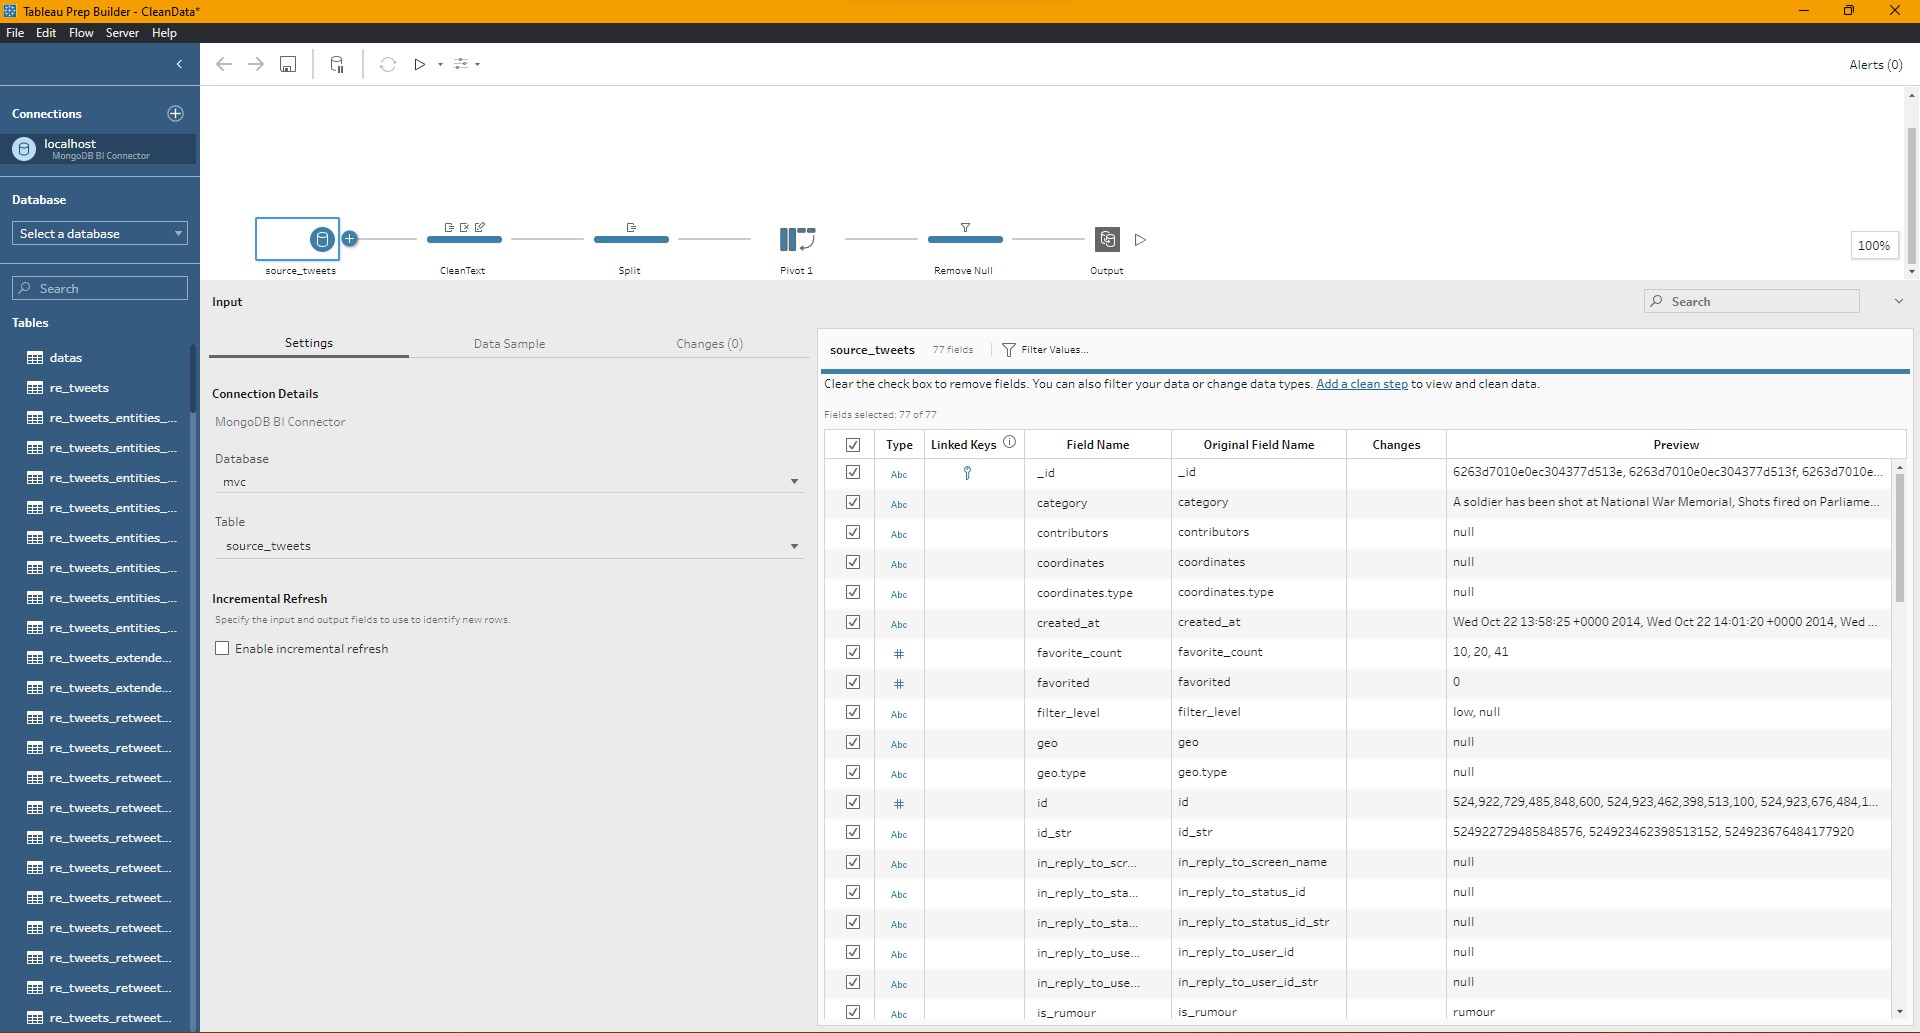 Tableau Prep Builder - CleanData*
File Edit Flow Server Help
Alerts (0)
Connections
localhost
MongoDB BI Connector
Database
Select a database
Search
Tables
datas
re_tweets
re_tweets_entities_...
re_tweets_entities_...
re_tweets_entities_...
re_tweets_entities_...
re_tweets_entities_...
re_tweets_entities_...
re_tweets_entities_...
re_tweets_entities_...
re_tweets_extende...
re_tweets_extende...
re_tweets_retweet...
re_tweets_retweet...
re_tweets_retweet...
re_tweets_retweet...
re_tweets_retweet...
re_tweets_retweet...
re_tweets_retweet...
re_tweets_retweet...
re_tweets_retweet...
re_tweets_retweet...
re_tweets_retweet...
source_tweets CleanText Split Pivot 1 Remove Null Output
100%
Input
Search
Settings Data Sample Changes (0)
Connection Details
MongoDB BI Connector
Database
mvc
Table
source_tweets
Incremental Refresh
Specify the input and output fields to use to identify new rows.
Enable incremental refresh
source_tweets 77 fields Filter Values...
Clear the check box to remove fields. You can also filter your data or change data types. Add a clean step to view and clean data.
Fields selected: 77 of 77
Type Linked Keys Field Name Original Field Name Changes Preview
Abc _id _id 6263d7010e0ec304377d513e, 6263d7010e0ec304377d513f, 6263d7010e...
Abc category category A soldier has been shot at National War Memorial, Shots fired on Parliame...
Abc contributors contributors null
Abc coordinates coordinates null
Abc coordinates.type coordinates.type null
Abc created_at created_at Wed Oct 22 13:58:25 +0000 2014, Wed Oct 22 14:01:20 +0000 2014, Wed ...
# favorite_count favorite_count 10, 20, 41
# favorited favorited 0
Abc filter_level filter_level low, null
Abc geo geo null
Abc geo.type geo.type null
# id id 524,922,729,485,848,600, 524,923,462,398,513,100, 524,923,676,484,1...
Abc id_str id_str 524922729485848576, 524923462398513152, 524923676484177920
Abc in_reply_to_scr... in_reply_to_screen_name null
Abc in_reply_to_sta... in_reply_to_status_id null
Abc in_reply_to_sta... in_reply_to_status_id_str null
Abc in_reply_to_use... in_reply_to_user_id null
Abc in_reply_to_use... in_reply_to_user_id_str null
Abc is_rumour is_rumour rumour